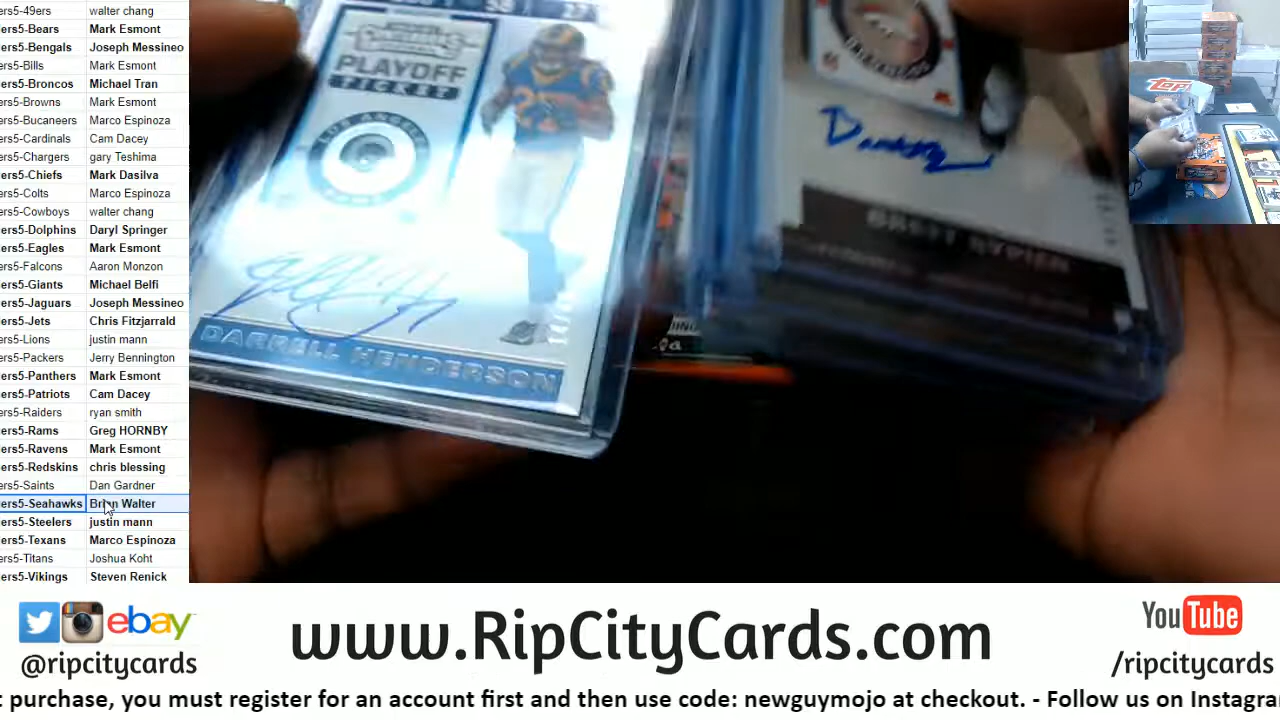 ers5-49ers walter chang
ers5-Bears Mark Esmont
ers5-Bengals Joseph Messineo
ers5-Bills Mark Esmont
ers5-Broncos Michael Tran
ers5-Browns Mark Esmont
ers5-Bucaneers Marco Espinoza
ers5-Cardinals Cam Dacey
ers5-Chargers gary Teshima
ers5-Chiefs Mark Dasilva
ers5-Colts Marco Espinoza
ers5-Cowboys walter chang
ers5-Dolphins Daryl Springer
ers5-Eagles Mark Esmont
ers5-Falcons Aaron Monzon
ers5-Giants Michael Belfi
ers5-Jaguars Joseph Messineo
ers5-Jets Chris Fitzjarrald
ers5-Lions justin mann
ers5-Packers Jerry Bennington
ers5-Panthers Mark Esmont
ers5-Patriots Cam Dacey
ers5-Raiders ryan smith
ers5-Rams Greg HORNBY
ers5-Ravens Mark Esmont
ers5-Redskins chris blessing
ers5-Saints Dan Gardner
ers5-Seahawks Brian Walter
ers5-Steelers justin mann
ers5-Texans Marco Espinoza
ers5-Titans Joshua Koht
ers5-Vikings Steven Renick
PLAYOFF
TICKET
LOS ANGELES
DARRELL HENDERSON
BRETT RYPIEN
ebay
@ripcitycards
www.RipCityCards.com
YouTube
/ripcitycards
t purchase, you must register for an account first and then use code: newguymojo at checkout. - Follow us on Instagra